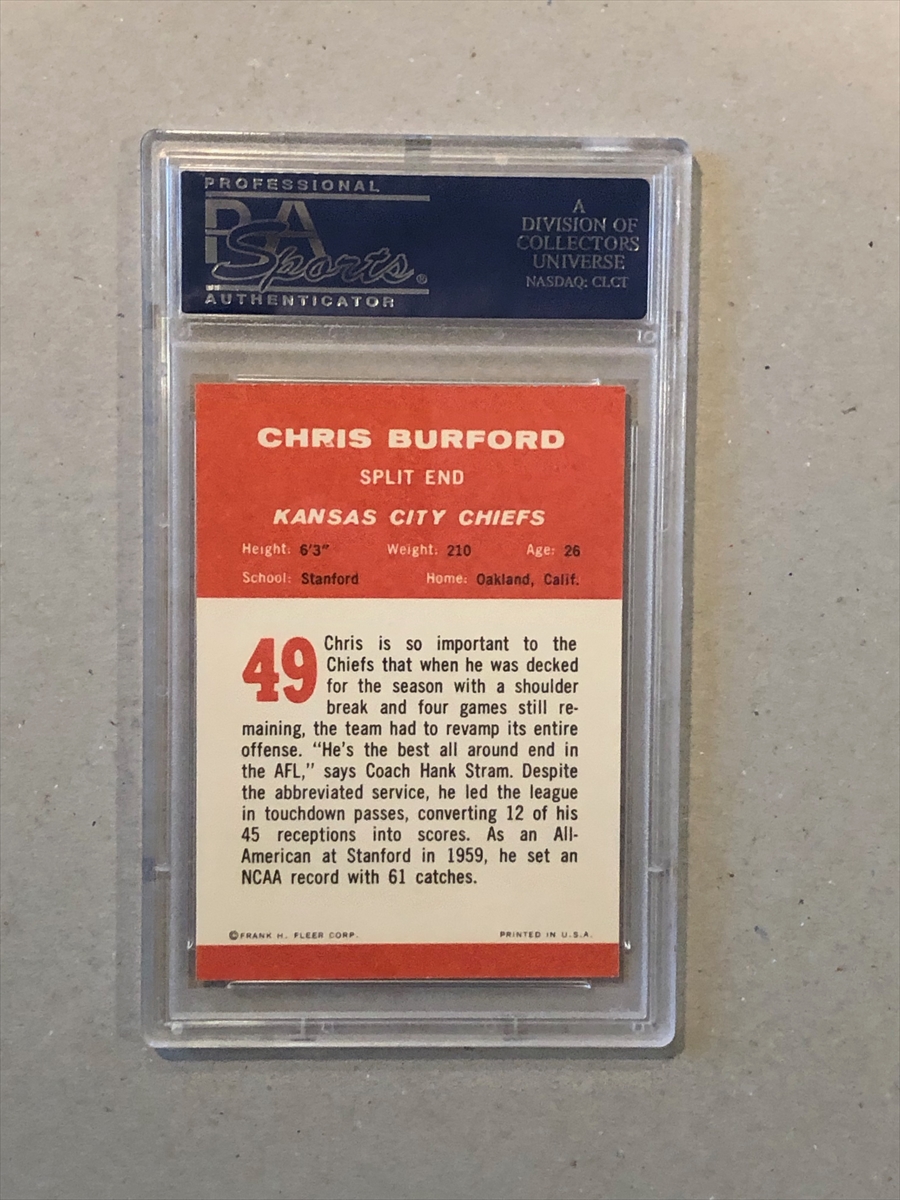 PROFESSIONAL
PSA
Sports®
AUTHENTICATOR
A
DIVISION OF
COLLECTORS
UNIVERSE
NASDAQ: CLCT
10
CHRIS BURFORD
SPLIT END
KANSAS CITY CHIEFS
Height: 6'3" Weight: 210 Age: 26
School: Stanford Home: Oakland, Calif.
49
Chris is so important to the
Chiefs that when he was decked
for the season with a shoulder
break and four games still re-
maining, the team had to revamp its entire
offense. "He's the best all around end in
the AFL," says Coach Hank Stram. Despite
the abbreviated service, he led the league
in touchdown passes, converting 12 of his
45 receptions into scores. As an All-
American at Stanford in 1959, he set an
NCAA record with 61 catches.
©FRANK H. FLEER CORP. PRINTED IN U.S.A.